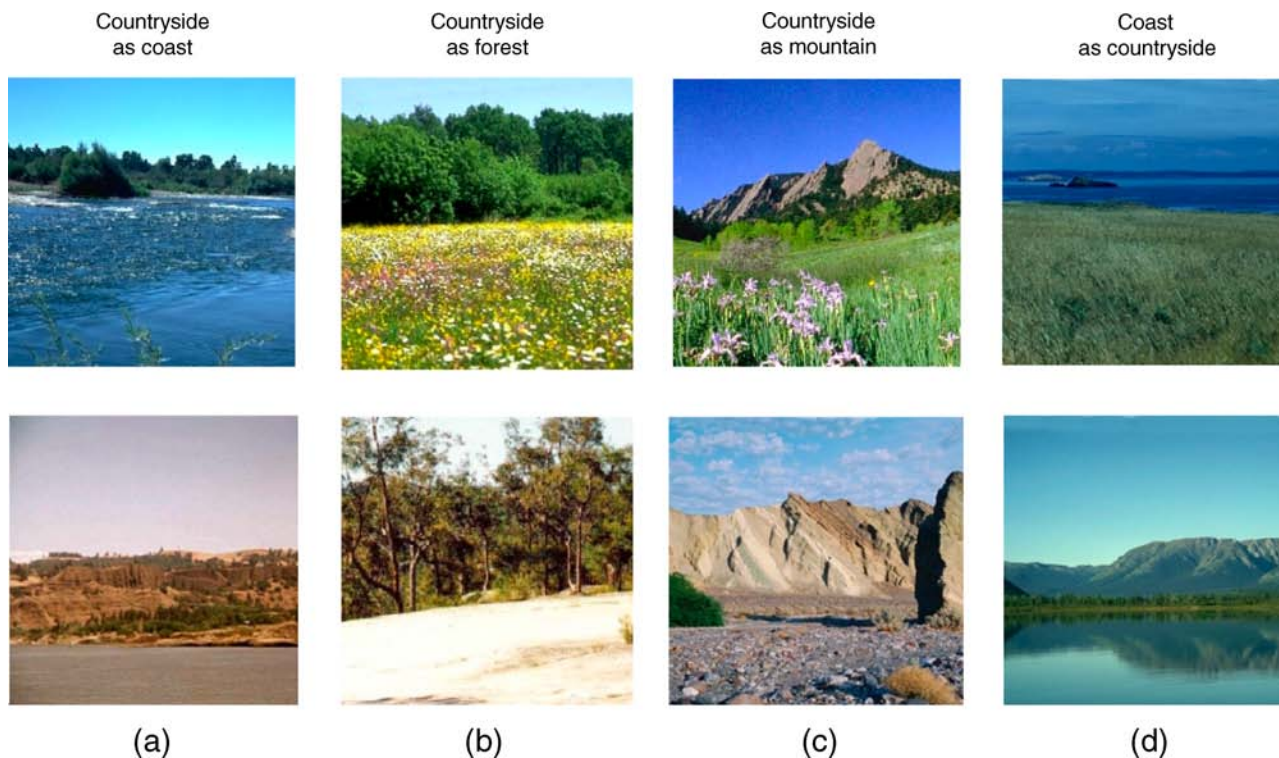 Countryside
as coast
Countryside
as forest
Countryside
as mountain
Coast
as countryside
(a)
(b)
(c)
(d)